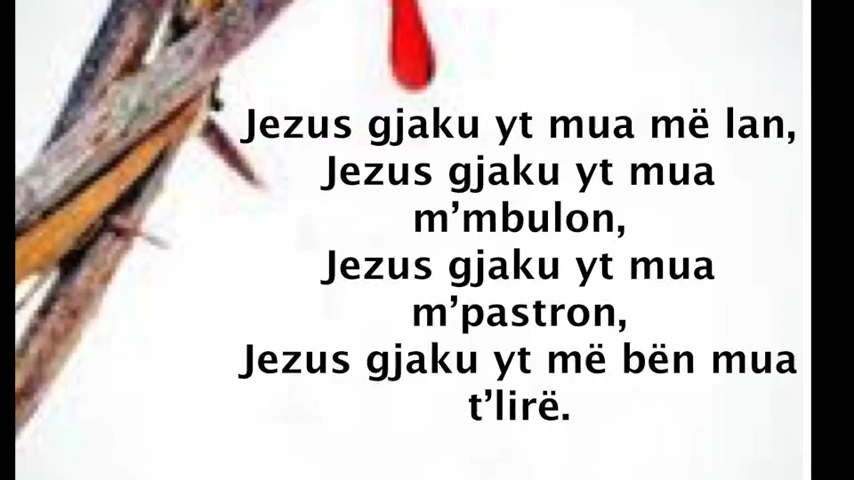 Jezus gjaku yt mua më lan,
Jezus gjaku yt mua
m’mbulon,
Jezus gjaku yt mua
m’pastron,
Jezus gjaku yt më bën mua
t’lirë.